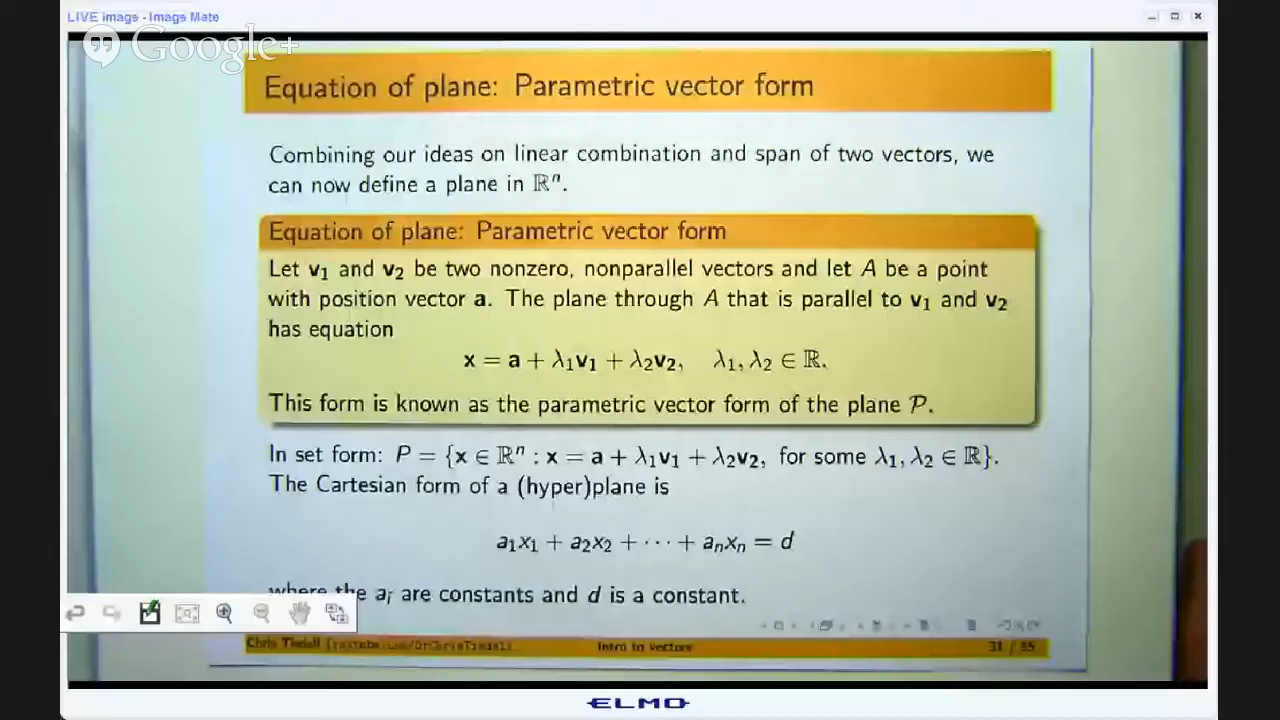 LIVE image - Image Mate
Google+
Equation of plane: Parametric vector form
Combining our ideas on linear combination and span of two vectors, we
can now define a plane in ℝⁿ.
Equation of plane: Parametric vector form
Let v₁ and v₂ be two nonzero, nonparallel vectors and let A be a point
with position vector a. The plane through A that is parallel to v₁ and v₂
has equation
x = a + λ₁v₁ + λ₂v₂, λ₁, λ₂ ∈ ℝ.
This form is known as the parametric vector form of the plane 𝒫.
In set form: P = {x ∈ ℝⁿ : x = a + λ₁v₁ + λ₂v₂, for some λ₁, λ₂ ∈ ℝ}.
The Cartesian form of a (hyper)plane is
a₁x₁ + a₂x₂ + ··· + aₙxₙ = d
where the aᵢ are constants and d is a constant.
Chris Tisdell (youtube.com/DrChrisTisdell) Intro to vectors 31 / 55
ELMO